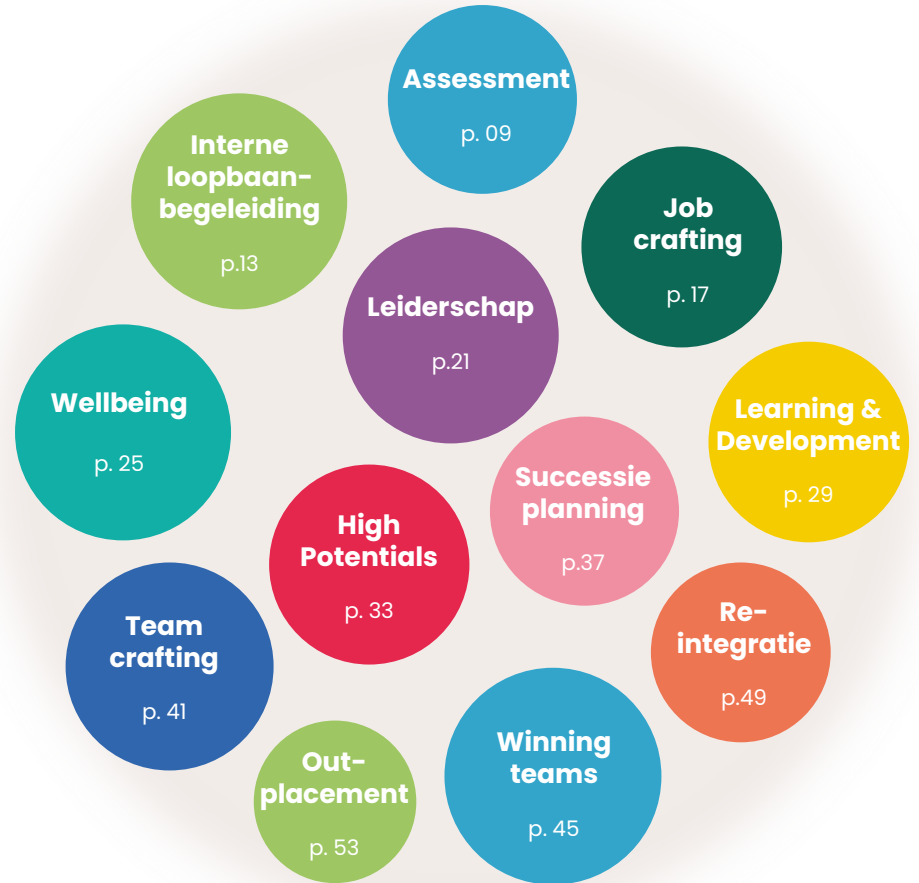 Assessment
p. 09
Interne
loopbaan-
begeleiding
p.13
Job
crafting
p. 17
Leiderschap
p.21
Wellbeing
p. 25
Learning &
Development
p. 29
Successie
planning
p.37
High
Potentials
p. 33
Team
crafting
p. 41
Re-
integratie
p.49
Winning
teams
p. 45
Out-
placement
p. 53